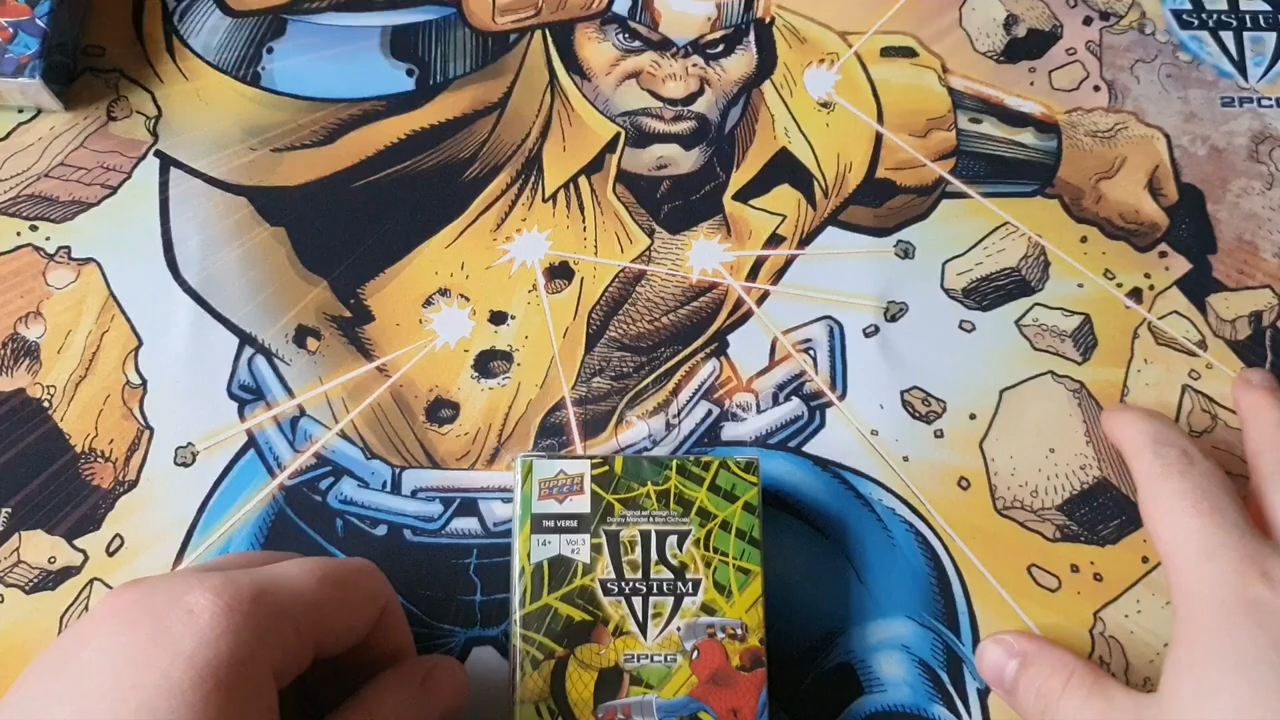 VS
SYSTEM
2PCG
UPPER
DECK
THE VERSE
14+
Vol.3
#2
Original set design by
Danny Mandel & Ben Cichoski
VS
SYSTEM
2PCG